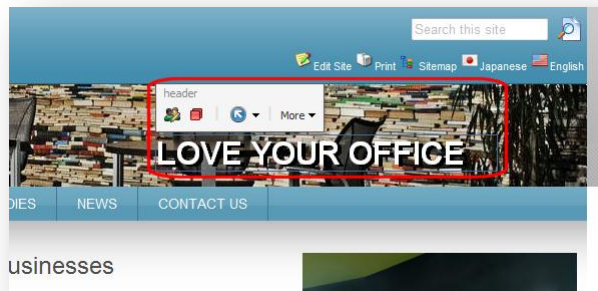 Search this site
Edit Site Print Sitemap Japanese English
header
More
LOVE YOUR OFFICE
DIES NEWS CONTACT US
usinesses